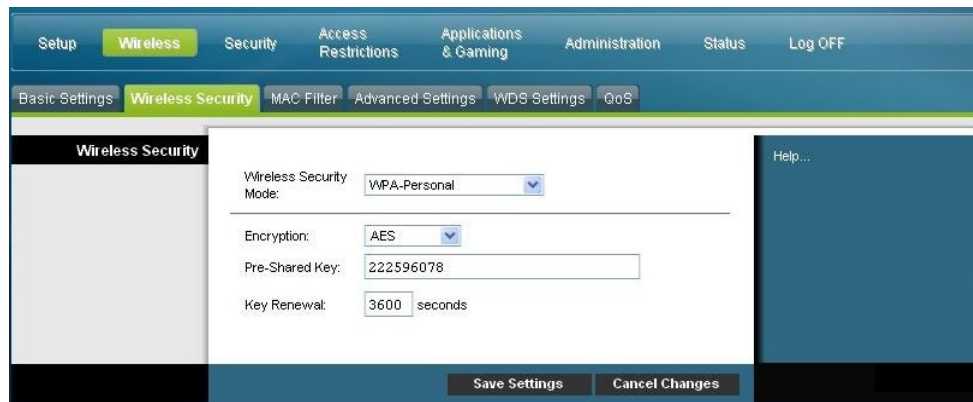 Setup Wireless Security Access Restrictions Applications & Gaming Administration Status Log OFF
Basic Settings Wireless Security MAC Filter Advanced Settings WDS Settings QoS
Wireless Security
Help...
Wireless Security Mode: WPA-Personal
Encryption: AES
Pre-Shared Key: 222596078
Key Renewal: 3600 seconds
Save Settings Cancel Changes